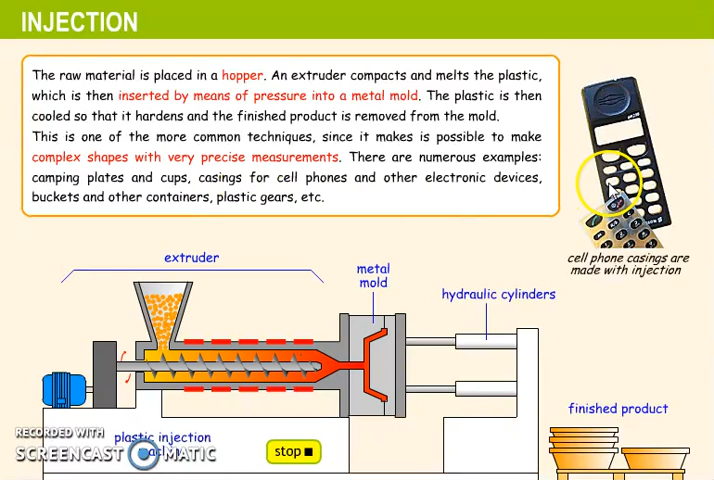 INJECTION
The raw material is placed in a hopper. An extruder compacts and melts the plastic,
which is then inserted by means of pressure into a metal mold. The plastic is then
cooled so that it hardens and the finished product is removed from the mold.
This is one of the more common techniques, since it makes is possible to make
complex shapes with very precise measurements. There are numerous examples:
camping plates and cups, casings for cell phones and other electronic devices,
buckets and other containers, plastic gears, etc.
cell phone casings are
made with injection
extruder
metal
mold
hydraulic cylinders
finished product
plastic injection
RECORDED WITH
SCREENCAST MATIC
stop